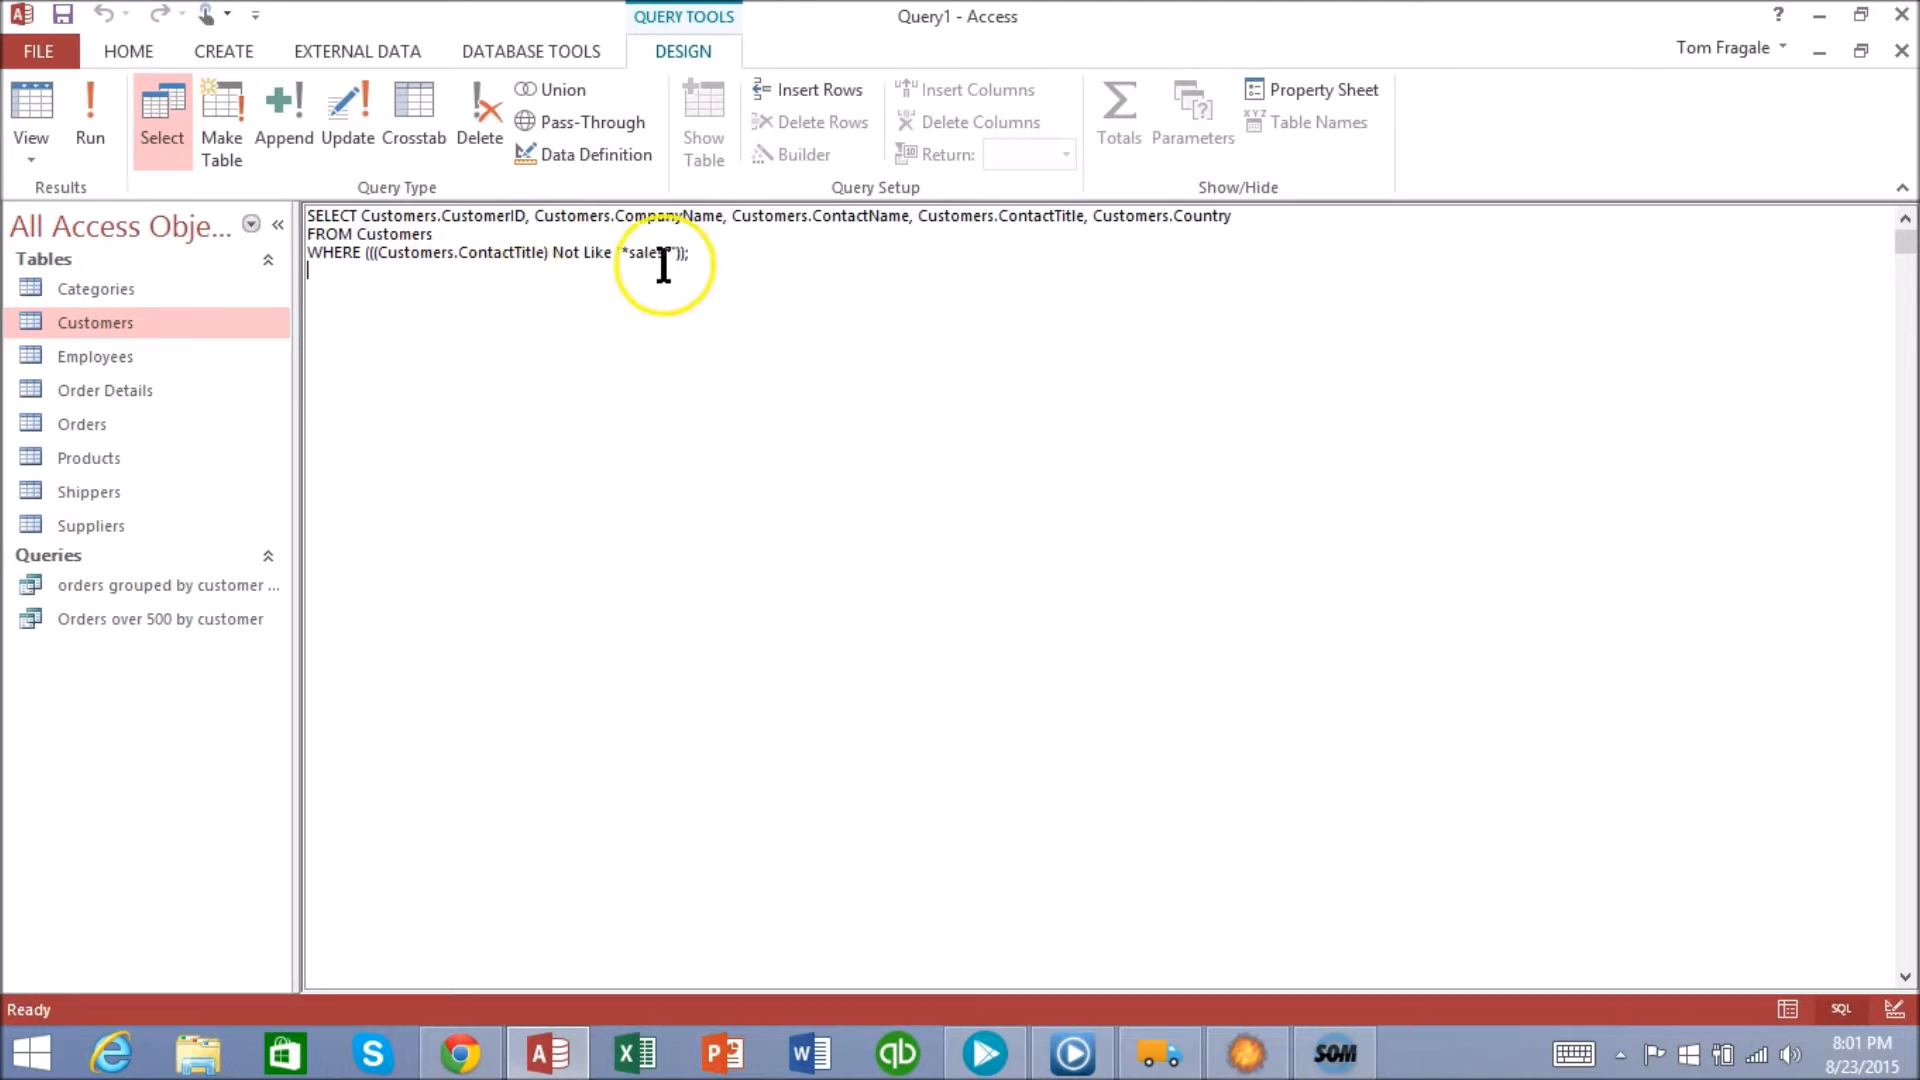 QUERY TOOLS
Query1 - Access
?
FILE
HOME
CREATE
EXTERNAL DATA
DATABASE TOOLS
DESIGN
Tom Fragale
View
Run
Select
Make Table
Append
Update
Crosstab
Delete
Union
Pass-Through
Data Definition
Show Table
Insert Rows
Delete Rows
Builder
Insert Columns
Delete Columns
Return:
Totals
Parameters
Property Sheet
Table Names
Results
Query Type
Query Setup
Show/Hide
All Access Obje...
Tables
Categories
Customers
Employees
Order Details
Orders
Products
Shippers
Suppliers
Queries
orders grouped by customer ...
Orders over 500 by customer
SELECT Customers.CustomerID, Customers.CompanyName, Customers.ContactName, Customers.ContactTitle, Customers.Country
FROM Customers
WHERE (((Customers.ContactTitle) Not Like "*sales*"));
Ready
SQL
SOM
8:01 PM
8/23/2015